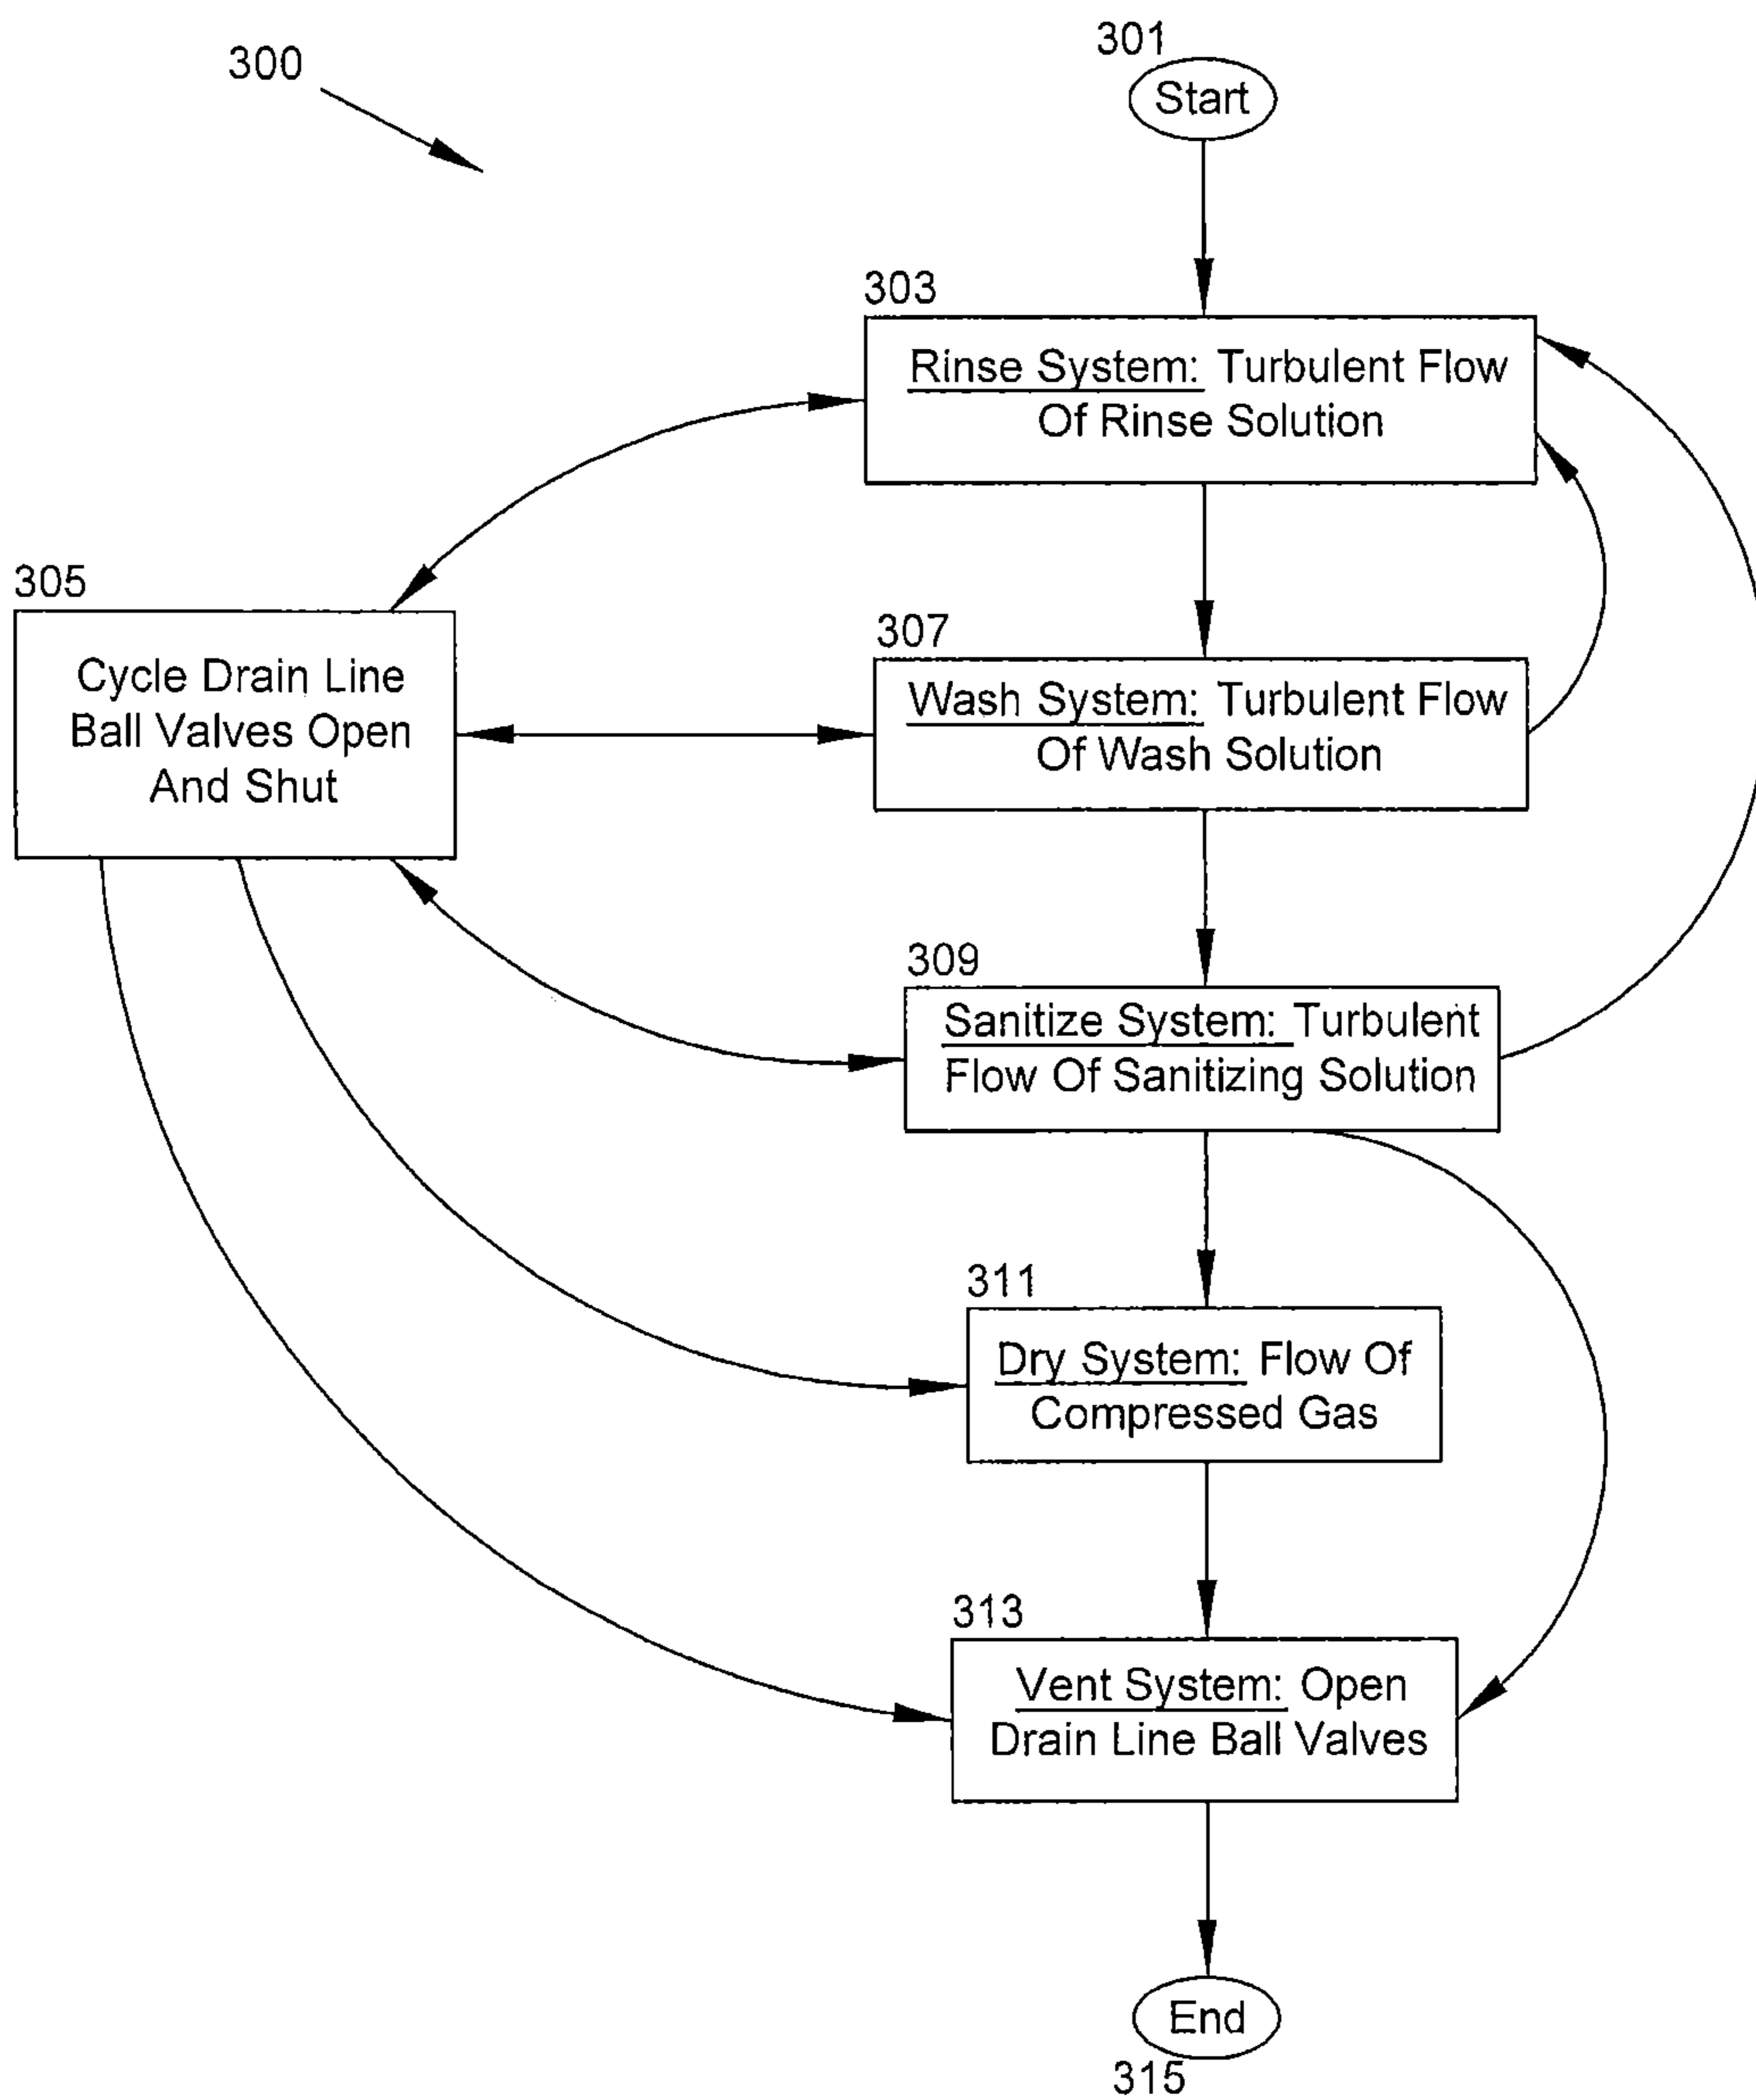 300
301
Start
303
Rinse System: Turbulent Flow
Of Rinse Solution
305
Cycle Drain Line
Ball Valves Open
And Shut
307
Wash System: Turbulent Flow
Of Wash Solution
309
Sanitize System: Turbulent
Flow Of Sanitizing Solution
311
Dry System: Flow Of
Compressed Gas
313
Vent System: Open
Drain Line Ball Valves
End
315